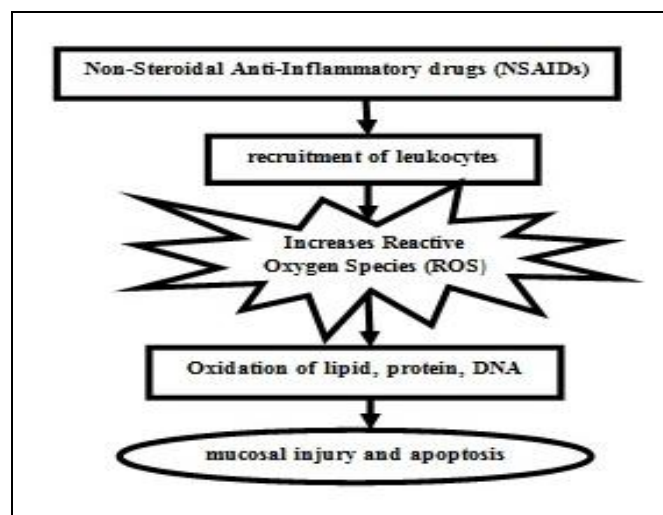 Non-Steroidal Anti-Inflammatory drugs (NSAIDs)
recruitment of leukocytes
Increases Reactive
Oxygen Species (ROS)
Oxidation of lipid, protein, DNA
mucosal injury and apoptosis